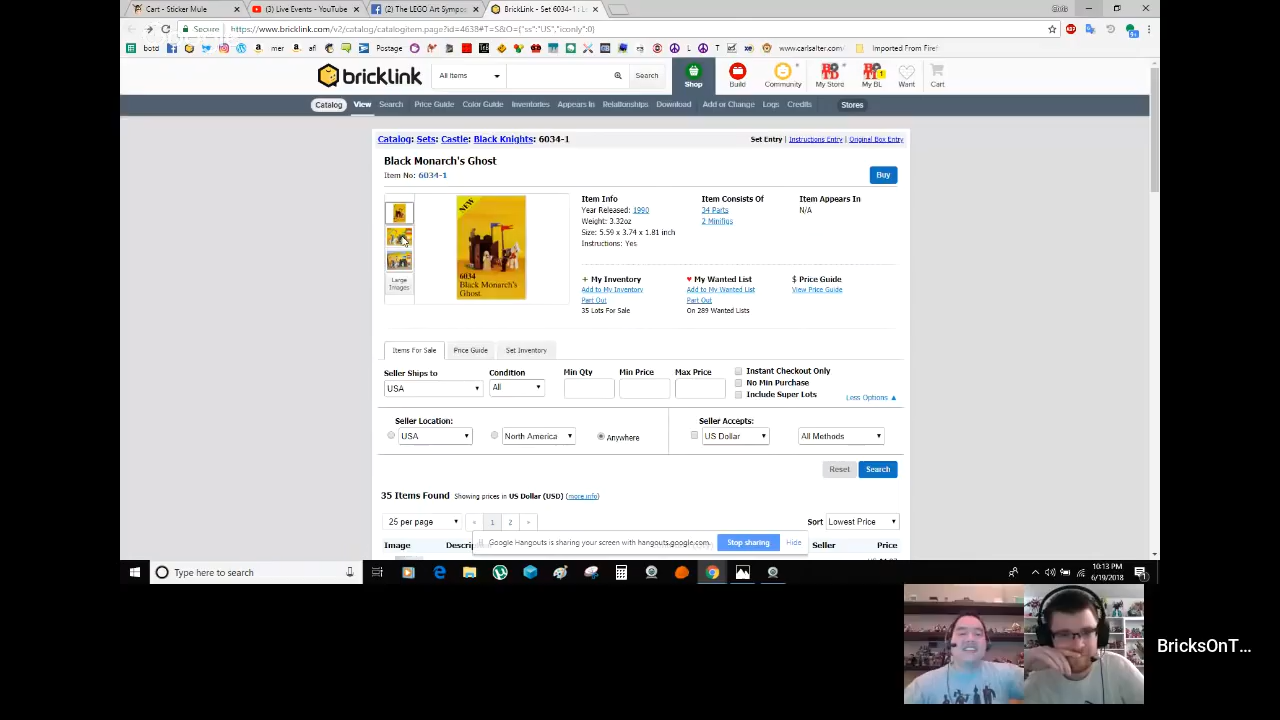 Cart - Sticker Mule
(3) Live Events - YouTube
(2) The LEGO Art Sympos
BrickLink - Set 6034-1 : L
Secure
https://www.bricklink.com/v2/catalog/catalogitem.page?id=4638#T=S&O={"ss":"US","iconly":0}
botd
mer
afl
Postage
www.carlsalter.com
Imported From Firef
bricklink
All Items
Search
Shop
Build
Community
My Store
My BL
Want
Cart
Catalog
View
Search
Price Guide
Color Guide
Inventories
Appears In
Relationships
Download
Add or Change
Logs
Credits
Stores
Catalog: Sets: Castle: Black Knights: 6034-1
Set Entry | Instructions Entry | Original Box Entry
Black Monarch's Ghost
Item No: 6034-1
Buy
NEW
6034
Black Monarch's
Ghost
Large
Images
Item Info
Year Released: 1990
Weight: 3.32oz
Size: 5.59 x 3.74 x 1.81 inch
Instructions: Yes
Item Consists Of
34 Parts
2 Minifigs
Item Appears In
N/A
+ My Inventory
Add to My Inventory
Part Out
35 Lots For Sale
♥ My Wanted List
Add to My Wanted List
Part Out
On 289 Wanted Lists
$ Price Guide
View Price Guide
Items For Sale
Price Guide
Set Inventory
Seller Ships to
USA
Condition
All
Min Qty
Min Price
Max Price
Instant Checkout Only
No Min Purchase
Include Super Lots
Less Options ▲
Seller Location:
USA
North America
Anywhere
Seller Accepts:
US Dollar
All Methods
Reset
Search
35 Items Found Showing prices in US Dollar (USD) (more info)
25 per page
« 1 2 »
Sort Lowest Price
Image
Seller
Price
Google Hangouts is sharing your screen with hangouts.google.com.
Stop sharing
Hide
Type here to search
10:13 PM
6/19/2018
BricksOnT...